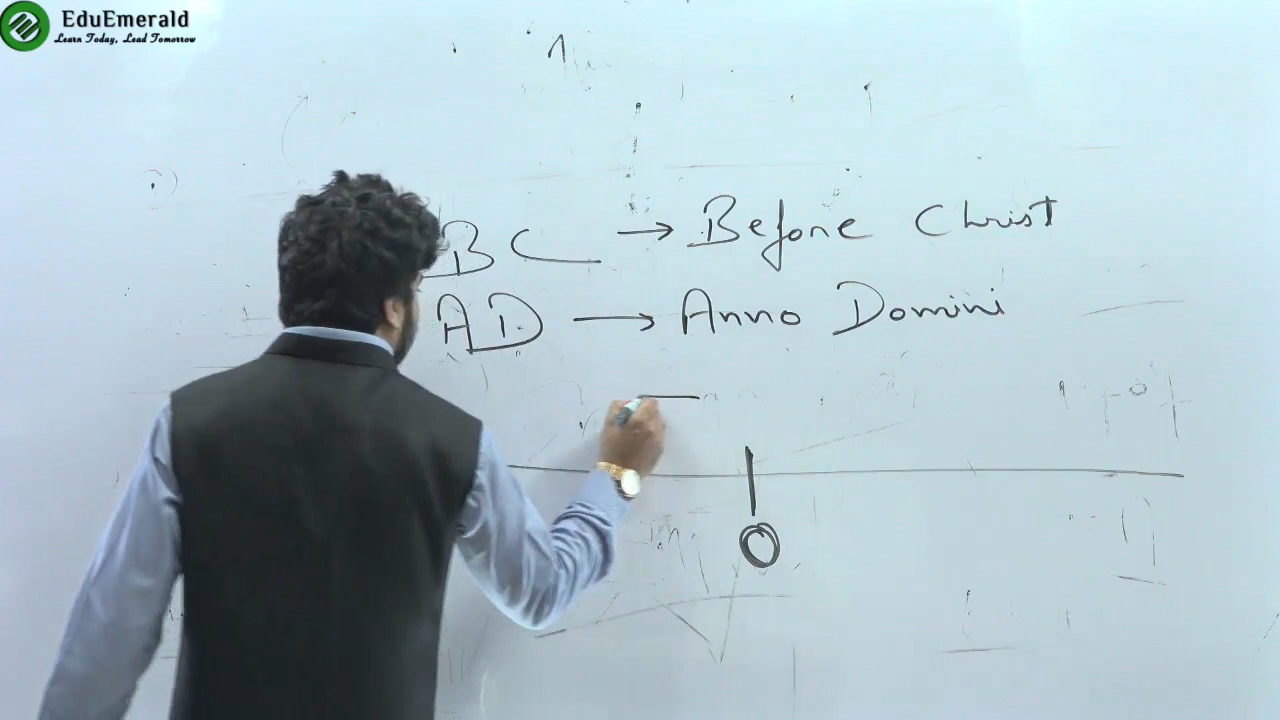 EduEmerald
Learn Today, Lead Tomorrow
BC → Before Christ
AD → Anno Domini
0